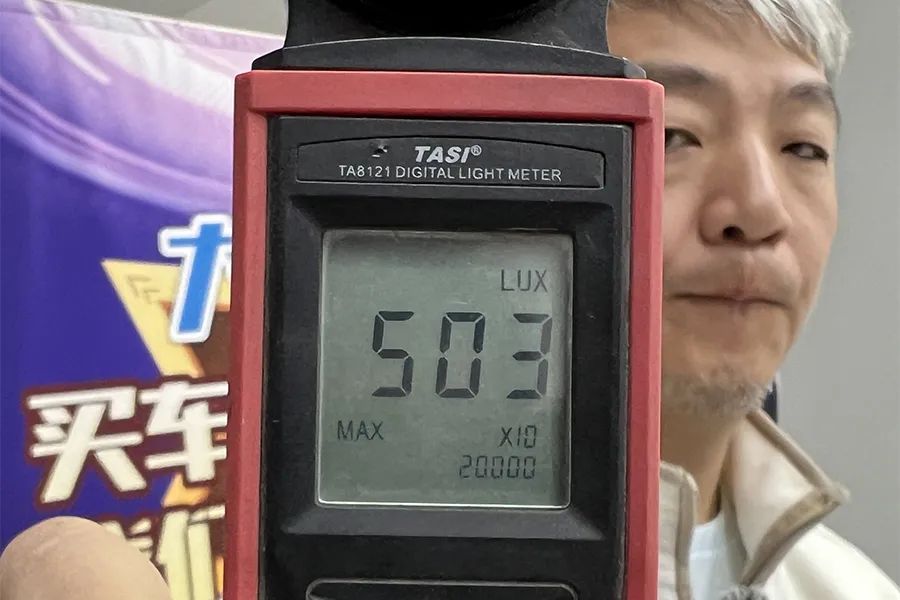 TASI®
TA8121 DIGITAL LIGHT METER
LUX
503
MAX
X10
20000
买车